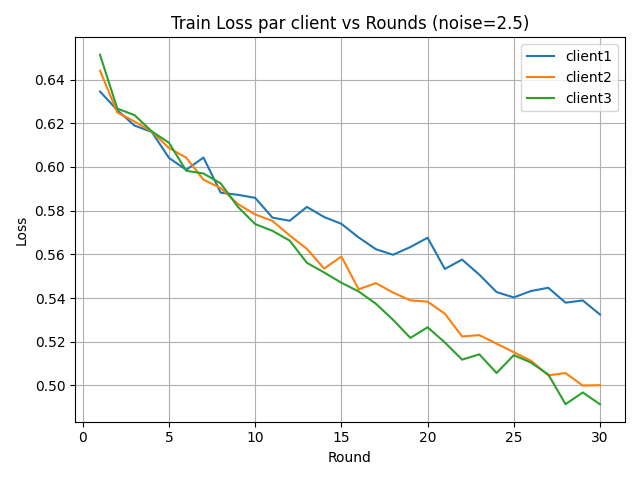 Train Loss par client vs Rounds (noise=2.5)
client1
client2
client3
Loss
0.64
0.62
0.60
0.58
0.56
0.54
0.52
0.50
0 5 10 15 20 25 30
Round